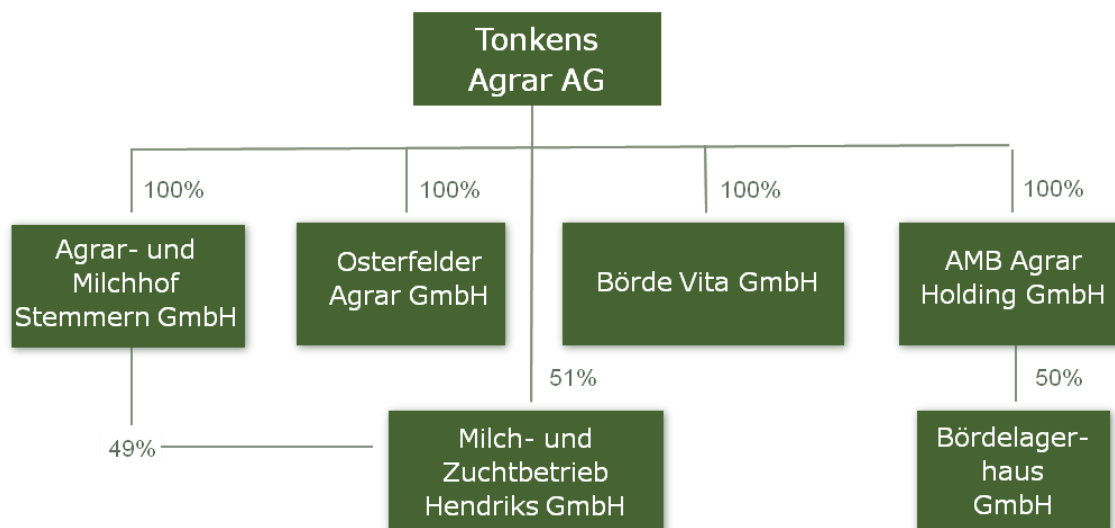 Tonkens
Agrar AG
100%
100%
100%
100%
Agrar- und
Milchhof
Stemmern GmbH
Osterfelder
Agrar GmbH
Börde Vita GmbH
AMB Agrar
Holding GmbH
51%
50%
49%
Milch- und
Zuchtbetrieb
Hendriks GmbH
Bördelager-
haus
GmbH